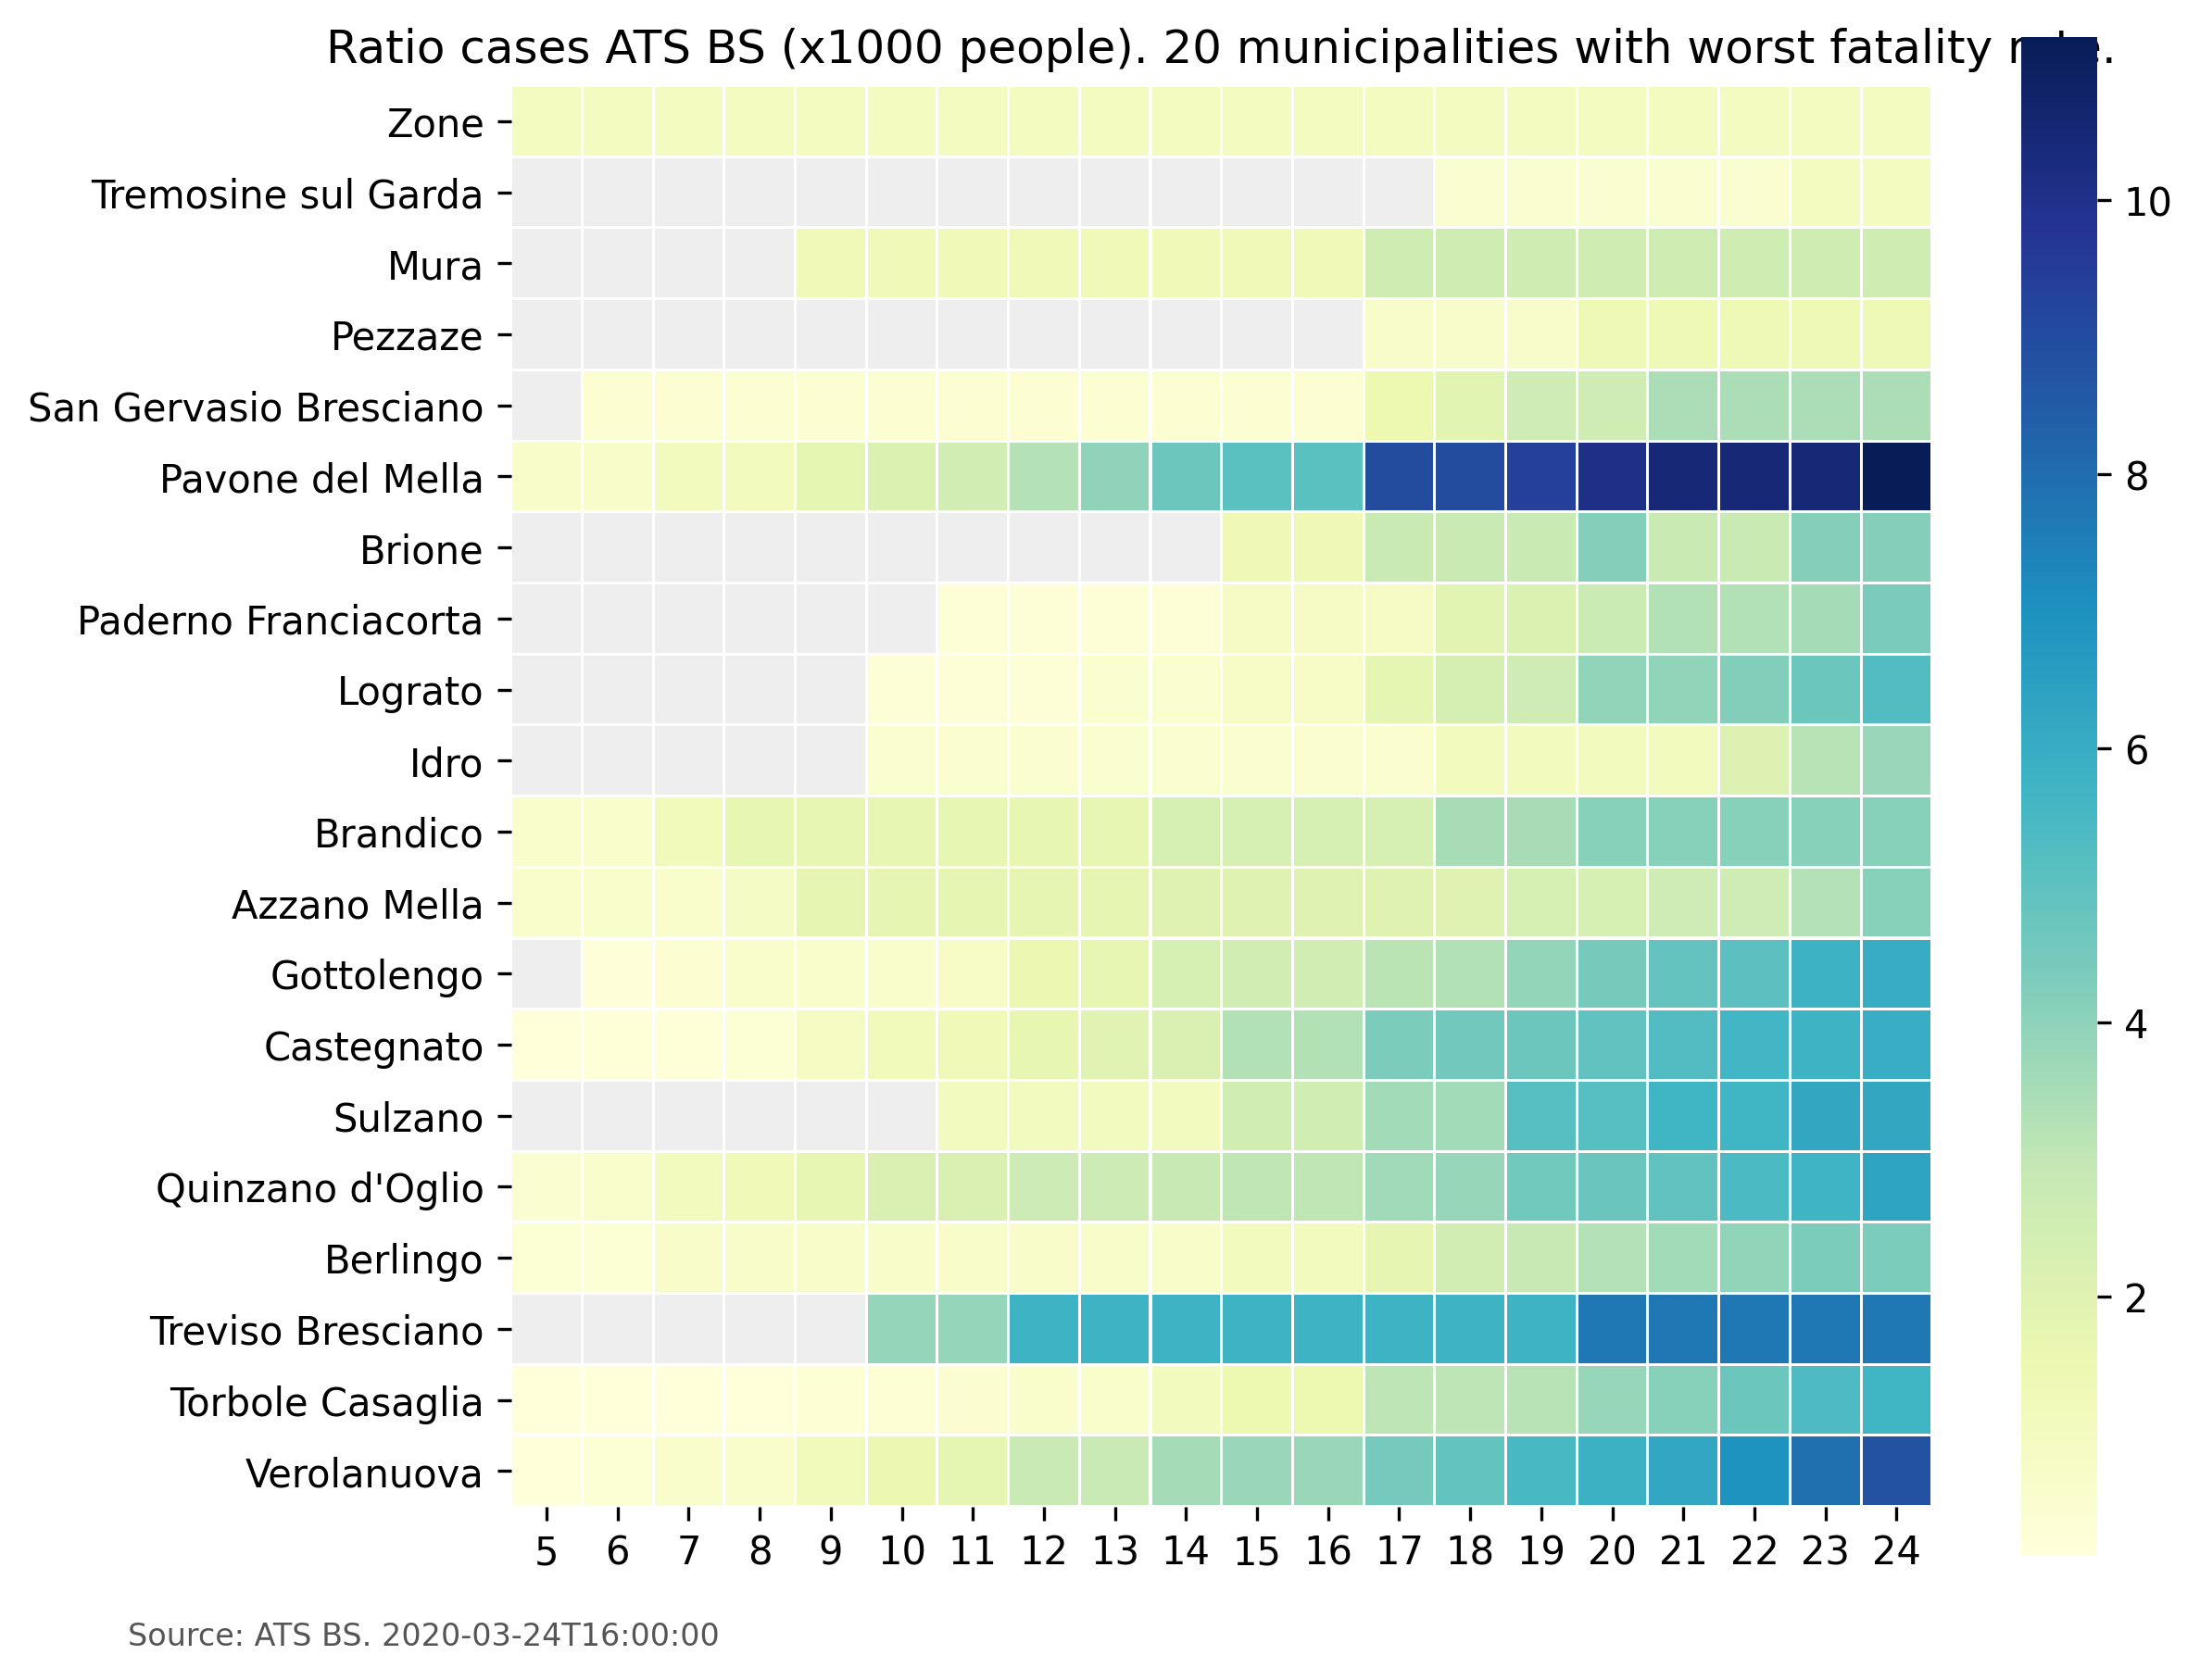 Ratio cases ATS BS (x1000 people). 20 municipalities with worst fatality rate.
Zone
Tremosine sul Garda
Mura
Pezzaze
San Gervasio Bresciano
Pavone del Mella
Brione
Paderno Franciacorta
Lograto
Idro
Brandico
Azzano Mella
Gottolengo
Castegnato
Sulzano
Quinzano d'Oglio
Berlingo
Treviso Bresciano
Torbole Casaglia
Verolanuova
5 6 7 8 9 10 11 12 13 14 15 16 17 18 19 20 21 22 23 24
10
8
6
4
2
Source: ATS BS. 2020-03-24T16:00:00